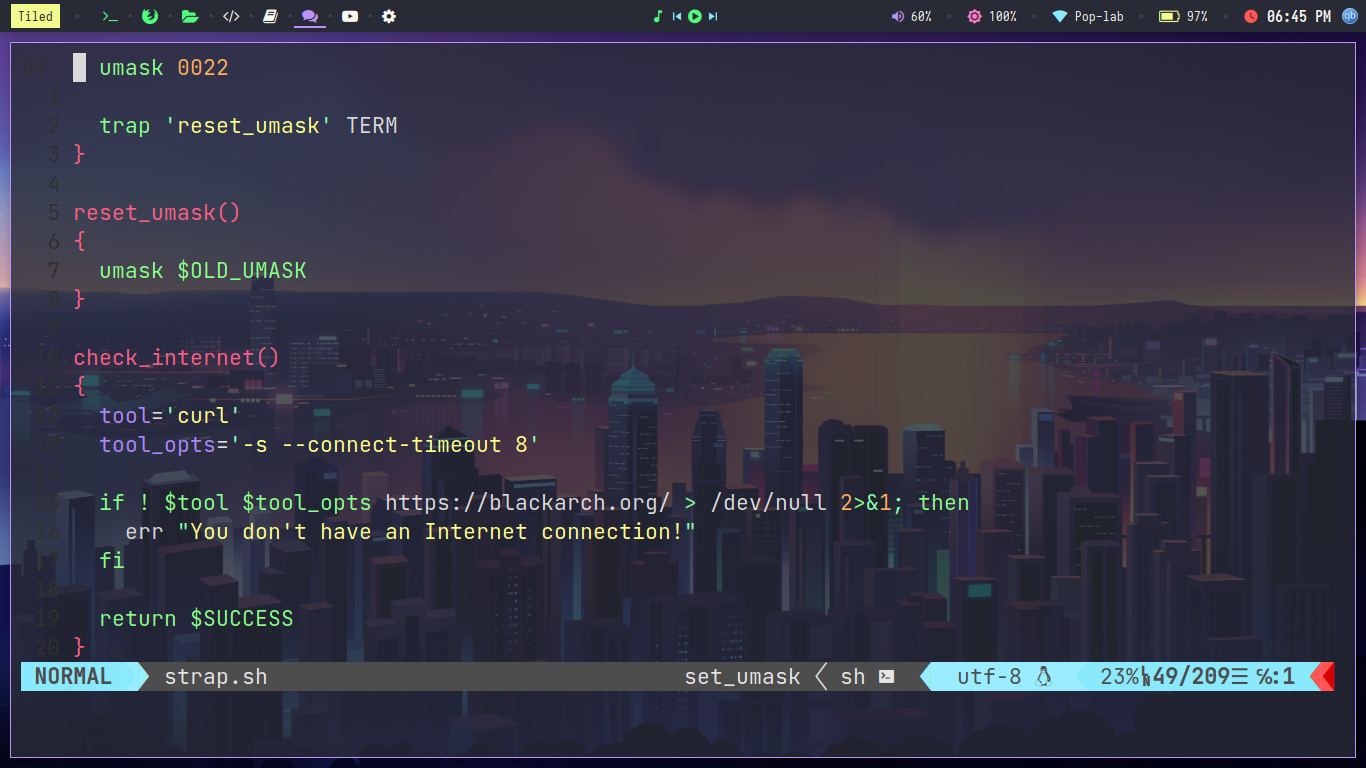 Tiled >_ </> 60% 100% Pop-lab 97% 06:45 PM qb
49 umask 0022
1
2 trap 'reset_umask' TERM
3 }
4
5 reset_umask()
6 {
7 umask $OLD_UMASK
8 }
9
10 check_internet()
11 {
12 tool='curl'
13 tool_opts='-s --connect-timeout 8'
14
15 if ! $tool $tool_opts https://blackarch.org/ > /dev/null 2>&1; then
16 err "You don't have an Internet connection!"
17 fi
18
19 return $SUCCESS
20 }
NORMAL strap.sh set_umask sh utf-8 23% 49/209☰ ℅:1